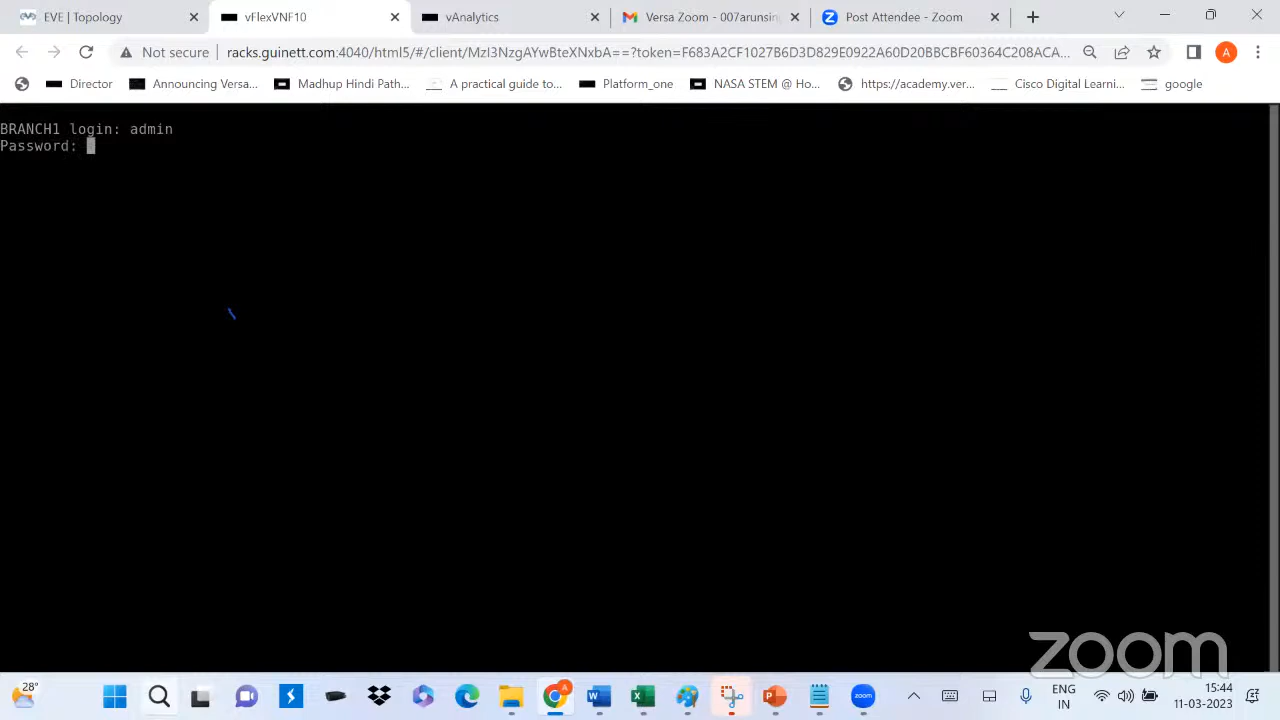 EVE | Topology
vFlexVNF10
vAnalytics
Versa Zoom - 007arunsin
Post Attendee - Zoom
Not secure
racks.guinett.com:4040/html5/#/client/MzI3NzgAYwBteXNxbA==?token=F683A2CF1027B6D3D829E0922A60D20BBCBF60364C208ACA...
A
Director
Announcing Versa...
Madhup Hindi Path...
A practical guide to...
Platform_one
NASA STEM @ Ho...
https://academy.ver...
Cisco Digital Learni...
google
BRANCH1 login: admin
Password:
zoom
28°
ENG
IN
15:44
11-03-2023